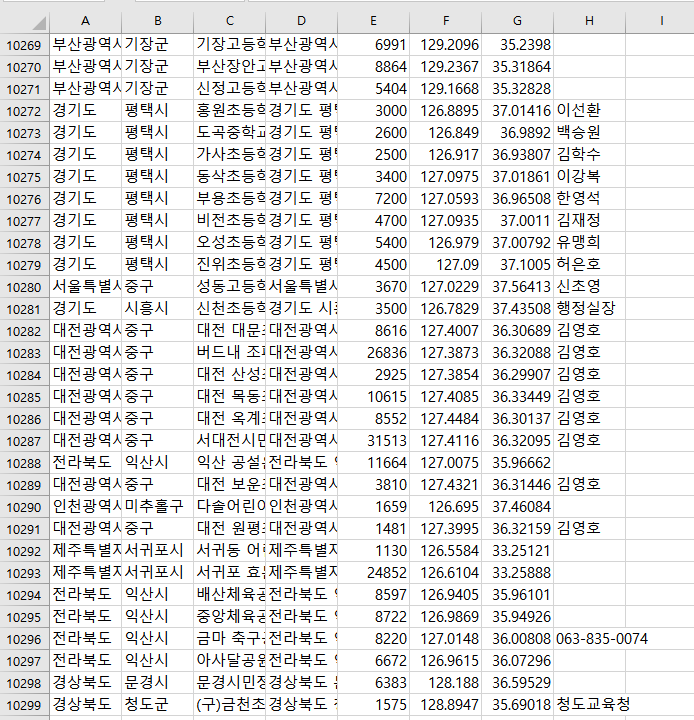 A B C D E F G H I
10269 부산광역시 기장군 기장고등학 부산광역시 6991 129.2096 35.2398
10270 부산광역시 기장군 부산장안고 부산광역시 8864 129.2367 35.31864
10271 부산광역시 기장군 신정고등학 부산광역시 5404 129.1668 35.32828
10272 경기도 평택시 홍원초등학 경기도 평택 3000 126.8895 37.01416 이선환
10273 경기도 평택시 도곡중학교 경기도 평택 2600 126.849 36.9892 백승원
10274 경기도 평택시 가사초등학 경기도 평택 2500 126.917 36.93807 김학수
10275 경기도 평택시 동삭초등학 경기도 평택 3400 127.0975 37.01861 이강복
10276 경기도 평택시 부용초등학 경기도 평택 7200 127.0593 36.96508 한영석
10277 경기도 평택시 비전초등학 경기도 평택 4700 127.0935 37.0011 김재정
10278 경기도 평택시 오성초등학 경기도 평택 5400 126.979 37.00792 유맹희
10279 경기도 평택시 진위초등학 경기도 평택 4500 127.09 37.1005 허은호
10280 서울특별시 중구 성동고등학 서울특별시 3670 127.0229 37.56413 신초영
10281 경기도 시흥시 신천초등학 경기도 시흥 3500 126.7829 37.43508 행정실장
10282 대전광역시 중구 대전 대문초 대전광역시 8616 127.4007 36.30689 김영호
10283 대전광역시 중구 버드내 조파 대전광역시 26836 127.3873 36.32088 김영호
10284 대전광역시 중구 대전 산성초 대전광역시 2925 127.3854 36.29907 김영호
10285 대전광역시 중구 대전 목동초 대전광역시 10615 127.4085 36.33449 김영호
10286 대전광역시 중구 대전 옥계초 대전광역시 8552 127.4484 36.30137 김영호
10287 대전광역시 중구 서대전시민 대전광역시 31513 127.4116 36.32095 김영호
10288 전라북도 익산시 익산 공설운 전라북도 익 11664 127.0075 35.96662
10289 대전광역시 중구 대전 보운초 대전광역시 3810 127.4321 36.31446 김영호
10290 인천광역시 미추홀구 다솔어린이 인천광역시 1659 126.695 37.46084
10291 대전광역시 중구 대전 원평초 대전광역시 1481 127.3995 36.32159 김영호
10292 제주특별자 서귀포시 서귀동 어린 제주특별자 1130 126.5584 33.25121
10293 제주특별자 서귀포시 서귀포 효돈 제주특별자 24852 126.6104 33.25888
10294 전라북도 익산시 배산체육공 전라북도 익 8597 126.9405 35.96101
10295 전라북도 익산시 중앙체육공 전라북도 익 8722 126.9869 35.94926
10296 전라북도 익산시 금마 축구공 전라북도 익 8220 127.0148 36.00808 063-835-0074
10297 전라북도 익산시 아사달공원 전라북도 익 6672 126.9615 36.07296
10298 경상북도 문경시 문경시민정 경상북도 문 6383 128.188 36.59529
10299 경상북도 청도군 (구)금천초 경상북도 청 1575 128.8947 35.69018 청도교육청